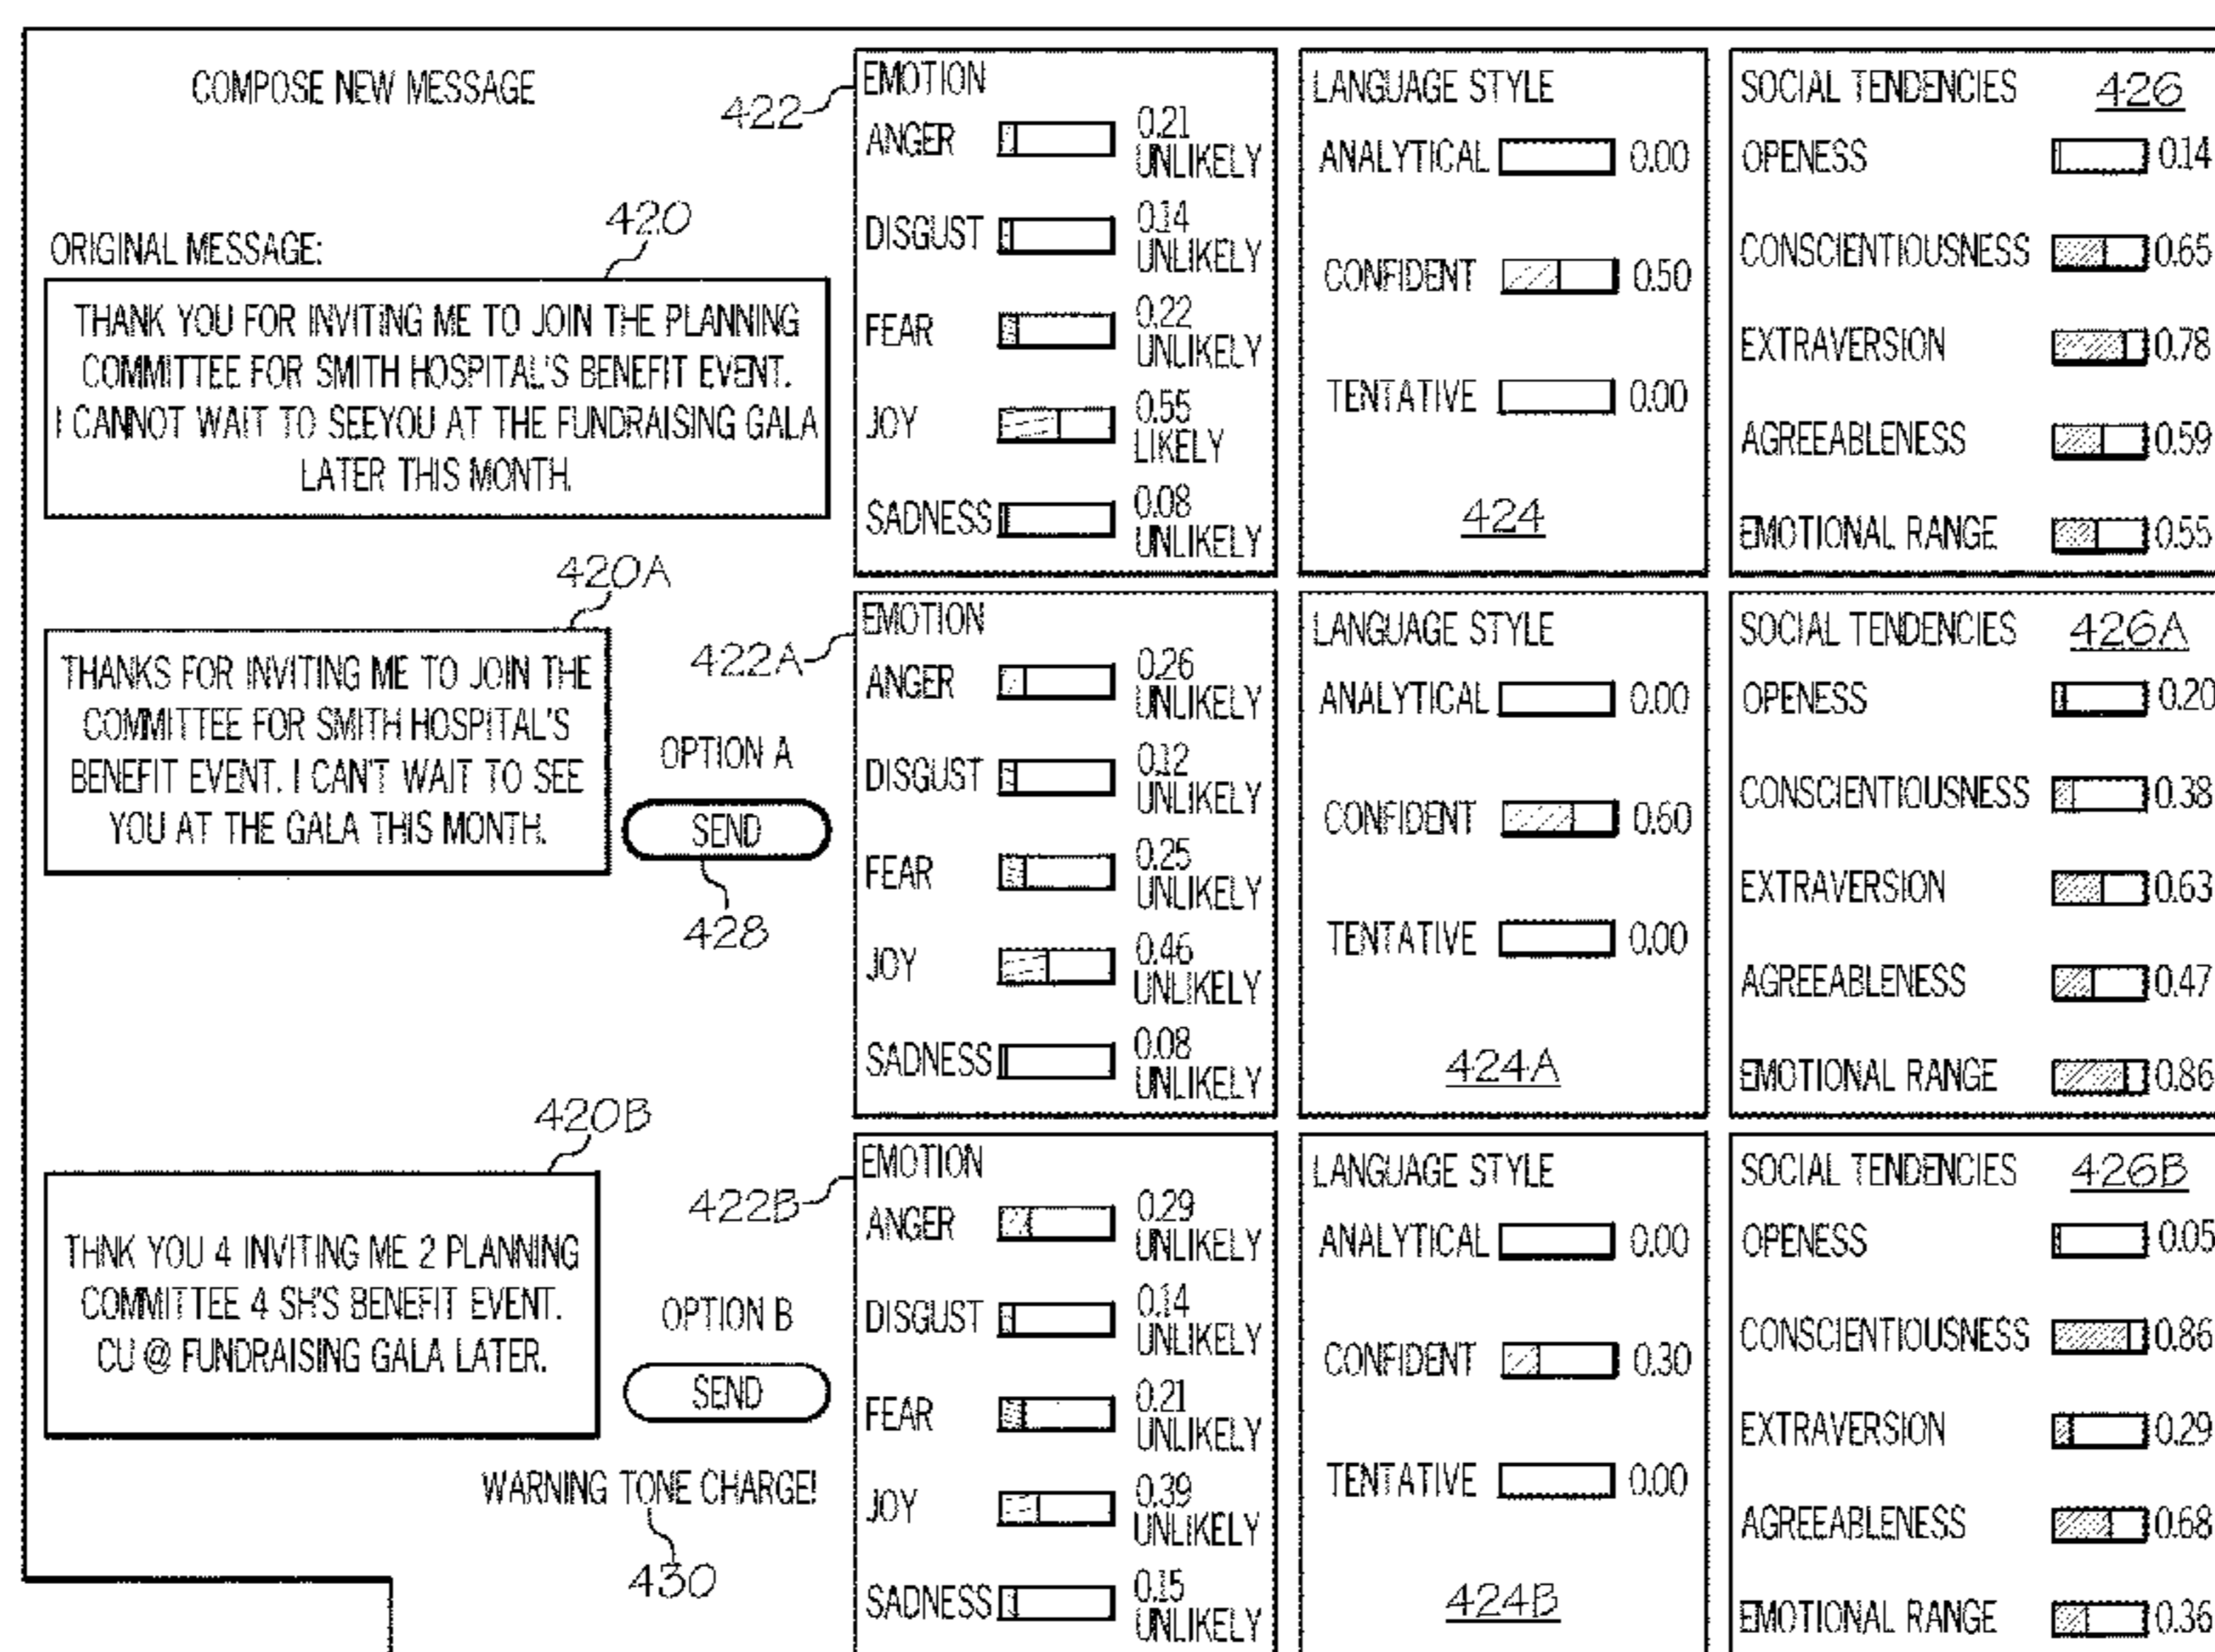 COMPOSE NEW MESSAGE
ORIGINAL MESSAGE:
420
THANK YOU FOR INVITING ME TO JOIN THE PLANNING
COMMITTEE FOR SMITH HOSPITAL'S BENEFIT EVENT.
I CANNOT WAIT TO SEEYOU AT THE FUNDRAISING GALA
LATER THIS MONTH.
422
EMOTION
ANGER 0.21
UNLIKELY
DISGUST 0.14
UNLIKELY
FEAR 0.22
UNLIKELY
JOY 0.55
LIKELY
SADNESS 0.08
UNLIKELY
LANGUAGE STYLE
ANALYTICAL 0.00
CONFIDENT 0.50
TENTATIVE 0.00
424
SOCIAL TENDENCIES 426
OPENESS 0.14
CONSCIENTIOUSNESS 0.65
EXTRAVERSION 0.78
AGREEABLENESS 0.59
EMOTIONAL RANGE 0.55
420A
THANKS FOR INVITING ME TO JOIN THE
COMMITTEE FOR SMITH HOSPITAL'S
BENEFIT EVENT. I CAN'T WAIT TO SEE
YOU AT THE GALA THIS MONTH.
OPTION A
SEND
428
422A
EMOTION
ANGER 0.26
UNLIKELY
DISGUST 0.12
UNLIKELY
FEAR 0.25
UNLIKELY
JOY 0.46
UNLIKELY
SADNESS 0.08
UNLIKELY
LANGUAGE STYLE
ANALYTICAL 0.00
CONFIDENT 0.60
TENTATIVE 0.00
424A
SOCIAL TENDENCIES 426A
OPENESS 0.20
CONSCIENTIOUSNESS 0.38
EXTRAVERSION 0.63
AGREEABLENESS 0.47
EMOTIONAL RANGE 0.86
420B
THNK YOU 4 INVITING ME 2 PLANNING
COMMITTEE 4 SH'S BENEFIT EVENT.
CU @ FUNDRAISING GALA LATER.
OPTION B
SEND
WARNING TONE CHARGE!
430
422B
EMOTION
ANGER 0.29
UNLIKELY
DISGUST 0.14
UNLIKELY
FEAR 0.21
UNLIKELY
JOY 0.39
UNLIKELY
SADNESS 0.15
UNLIKELY
LANGUAGE STYLE
ANALYTICAL 0.00
CONFIDENT 0.30
TENTATIVE 0.00
424B
SOCIAL TENDENCIES 426B
OPENESS 0.05
CONSCIENTIOUSNESS 0.86
EXTRAVERSION 0.29
AGREEABLENESS 0.68
EMOTIONAL RANGE 0.36